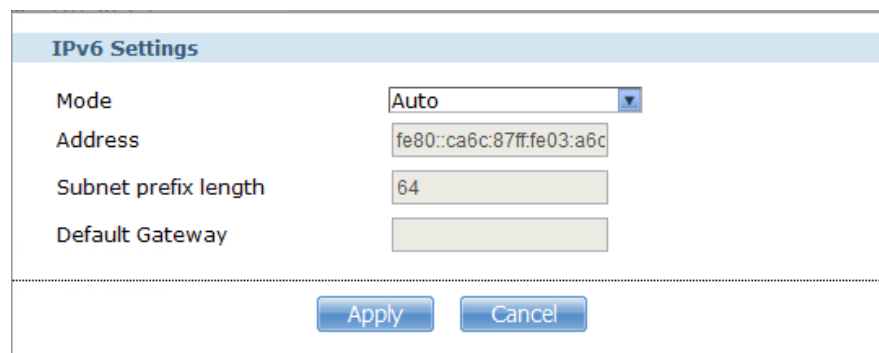 IPv6 Settings
Mode Auto
Address fe80::ca6c:87ff:fe03:a6c
Subnet prefix length 64
Default Gateway
Apply Cancel